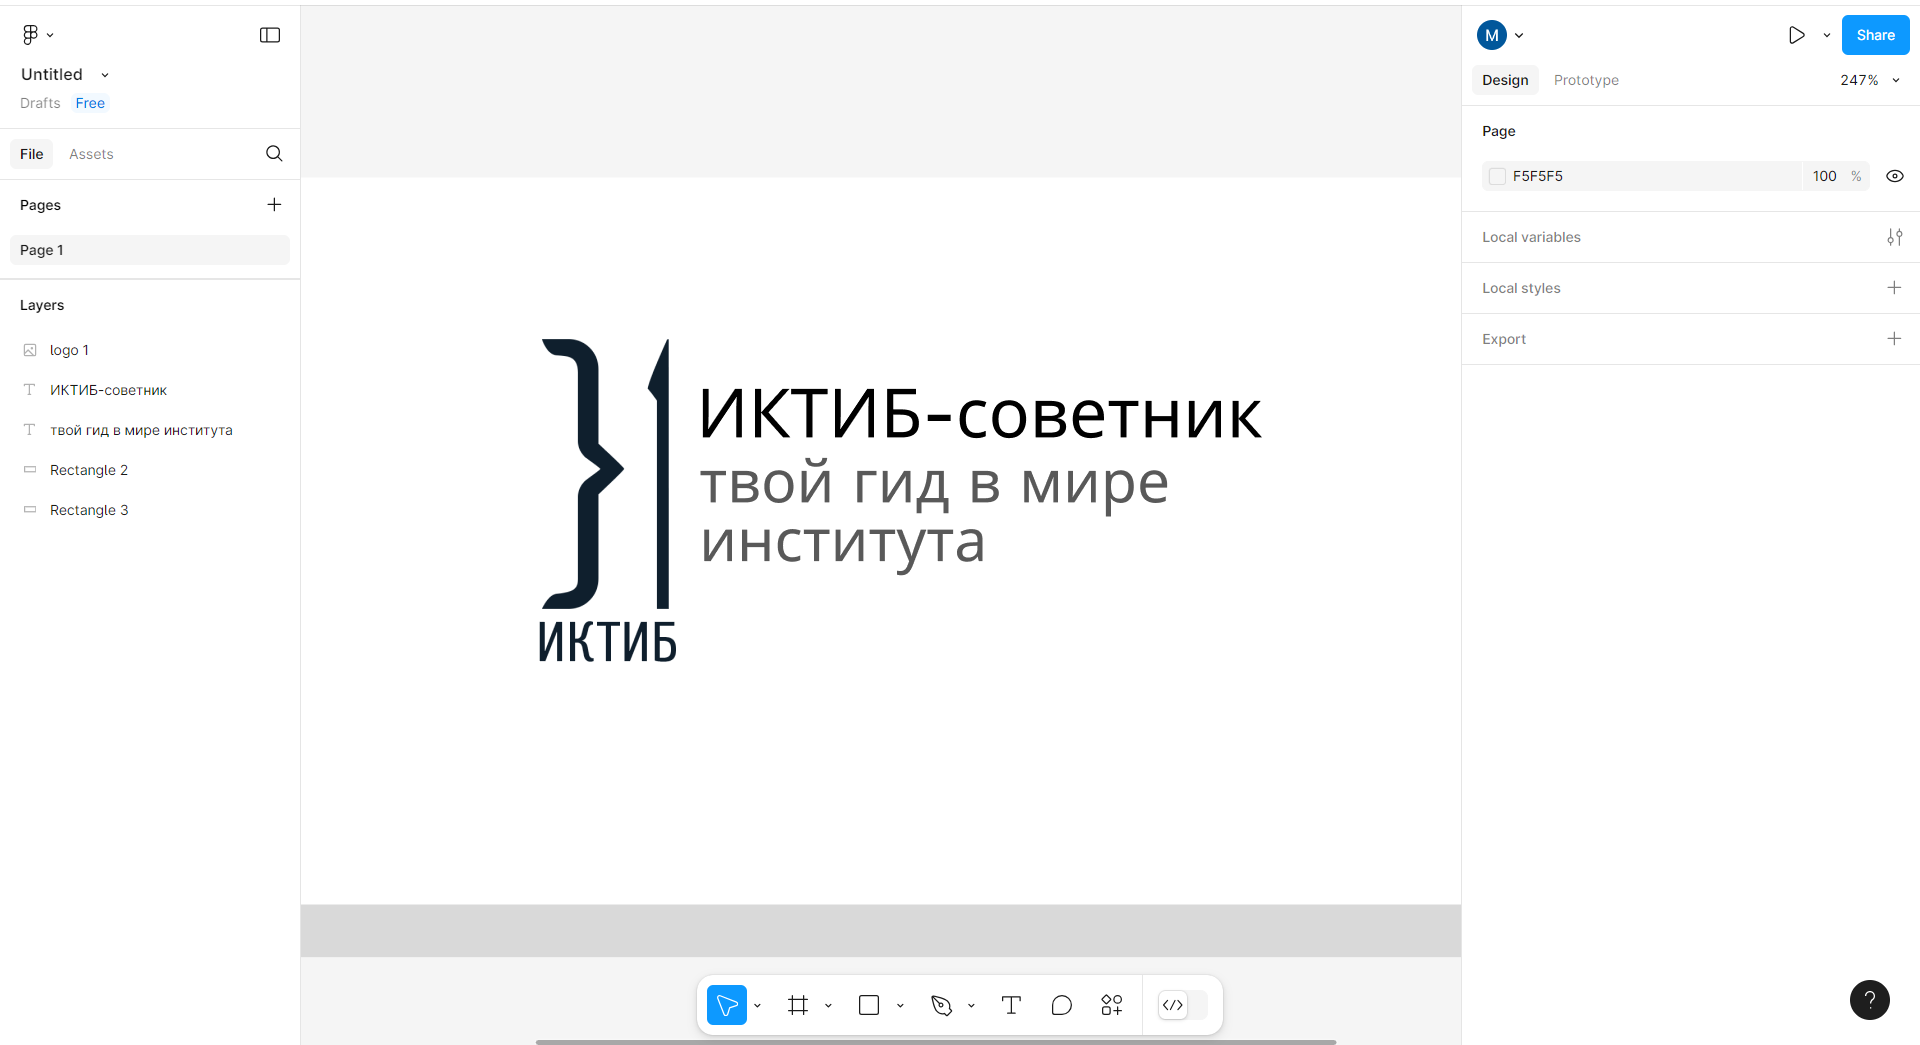 Untitled
Drafts Free
File Assets
Pages
Page 1
Layers
logo 1
ИКТИБ-советник
твой гид в мире института
Rectangle 2
Rectangle 3
ИКТИБ-советник
твой гид в мире
института
ИКТИБ
M
Share
Design Prototype 247%
Page
F5F5F5 100 %
Local variables
Local styles
Export
?